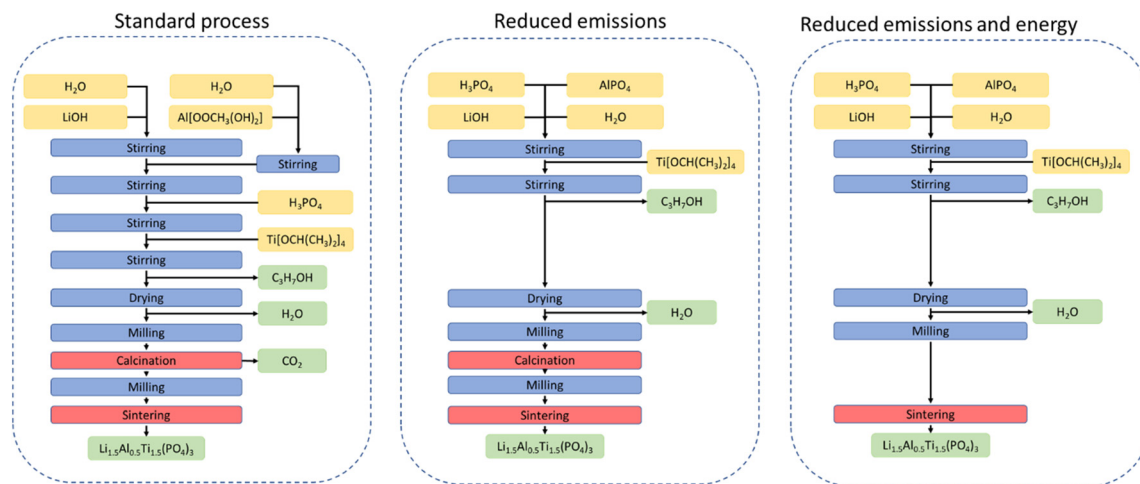 Standard process
H₂O
H₂O
LiOH
Al[OOCH₃(OH)₂]
Stirring
Stirring
Stirring
H₃PO₄
Stirring
Ti[OCH(CH₃)₂]₄
Stirring
C₃H₇OH
Drying
H₂O
Milling
Calcination
CO₂
Milling
Sintering
Li₁.₅Al₀.₅Ti₁.₅(PO₄)₃
Reduced emissions
H₃PO₄
AlPO₄
LiOH
H₂O
Stirring
Ti[OCH(CH₃)₂]₄
Stirring
C₃H₇OH
Drying
H₂O
Milling
Calcination
Milling
Sintering
Li₁.₅Al₀.₅Ti₁.₅(PO₄)₃
Reduced emissions and energy
H₃PO₄
AlPO₄
LiOH
H₂O
Stirring
Ti[OCH(CH₃)₂]₄
Stirring
C₃H₇OH
Drying
H₂O
Milling
Sintering
Li₁.₅Al₀.₅Ti₁.₅(PO₄)₃